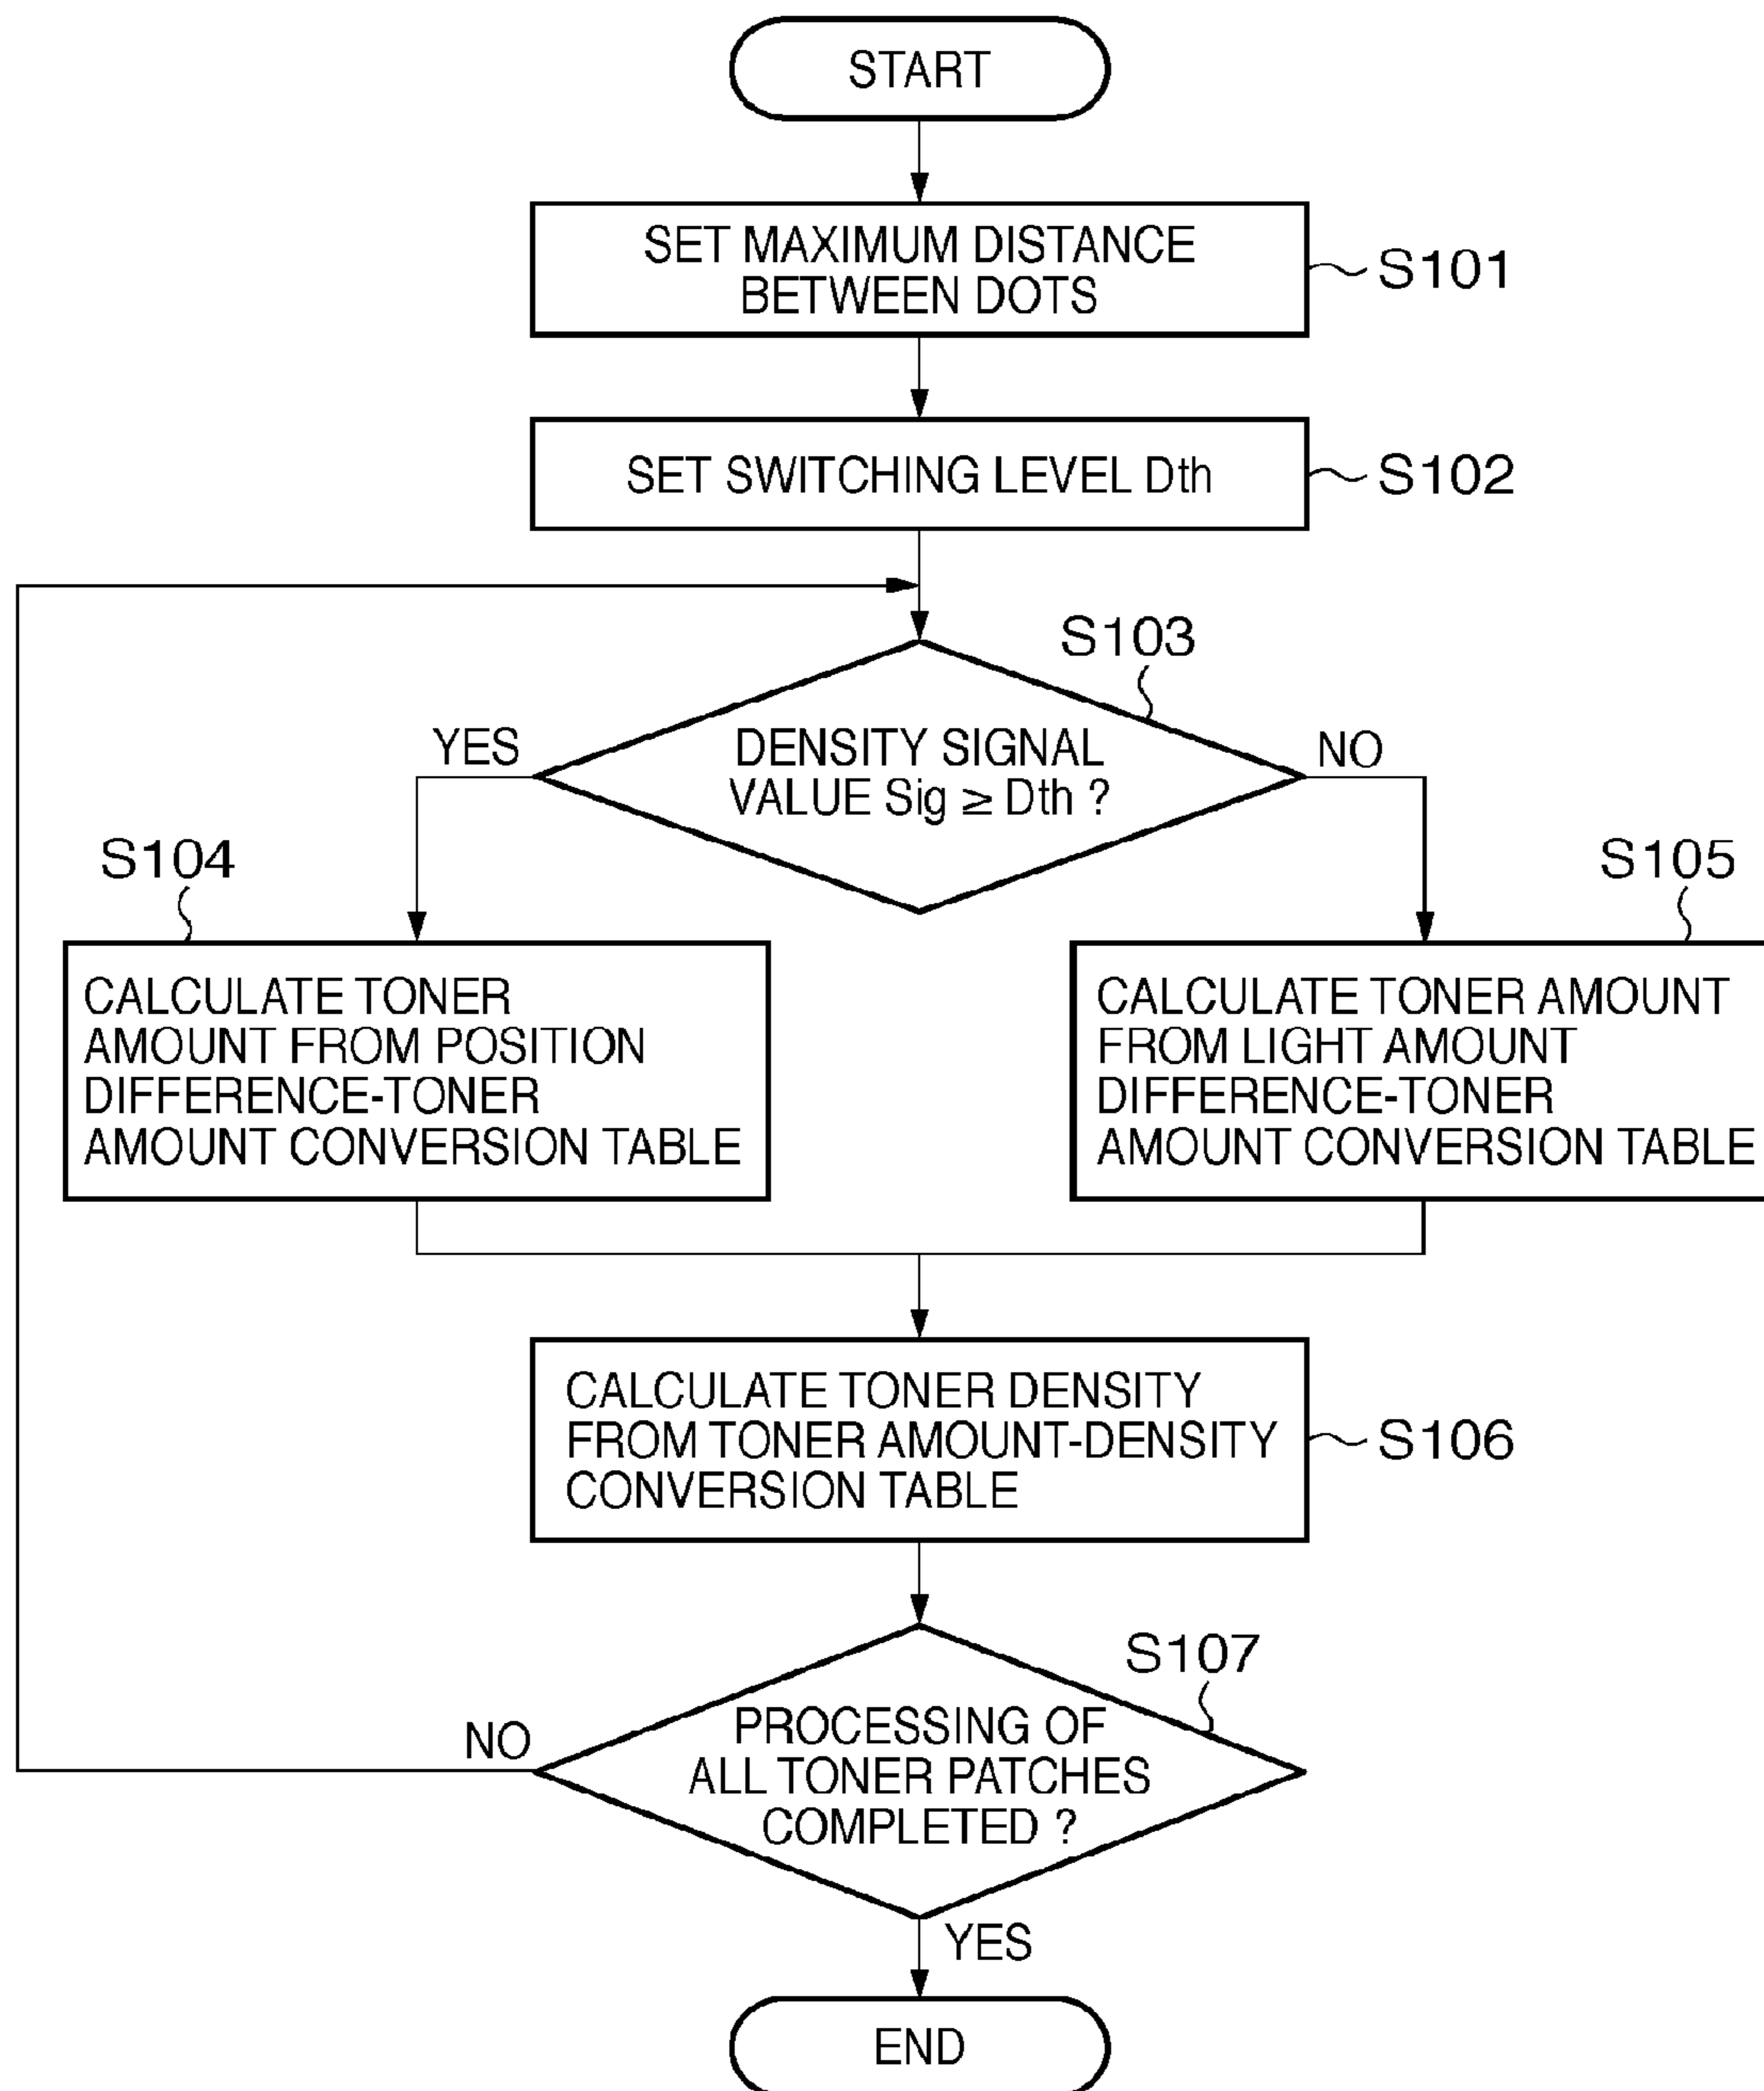 START
SET MAXIMUM DISTANCE
BETWEEN DOTS
S101
SET SWITCHING LEVEL Dth
S102
S103
YES
DENSITY SIGNAL
VALUE Sig ≥ Dth ?
NO
S104
CALCULATE TONER
AMOUNT FROM POSITION
DIFFERENCE-TONER
AMOUNT CONVERSION TABLE
S105
CALCULATE TONER AMOUNT
FROM LIGHT AMOUNT
DIFFERENCE-TONER
AMOUNT CONVERSION TABLE
CALCULATE TONER DENSITY
FROM TONER AMOUNT-DENSITY
CONVERSION TABLE
S106
S107
NO
PROCESSING OF
ALL TONER PATCHES
COMPLETED ?
YES
END